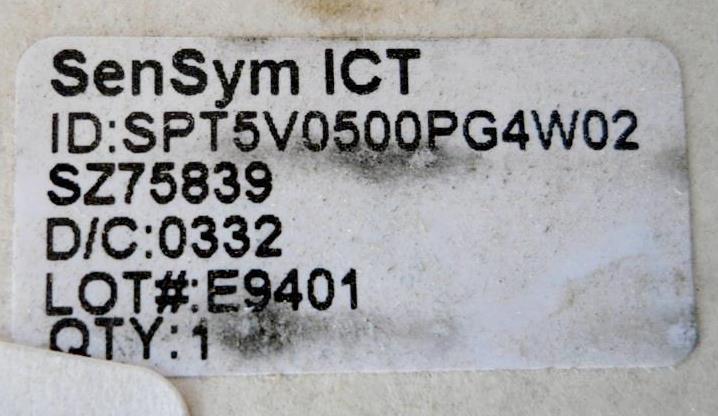 SenSym ICT
ID:SPT5V0500PG4W02
SZ75839
D/C:0332
LOT#:E9401
QTY:1